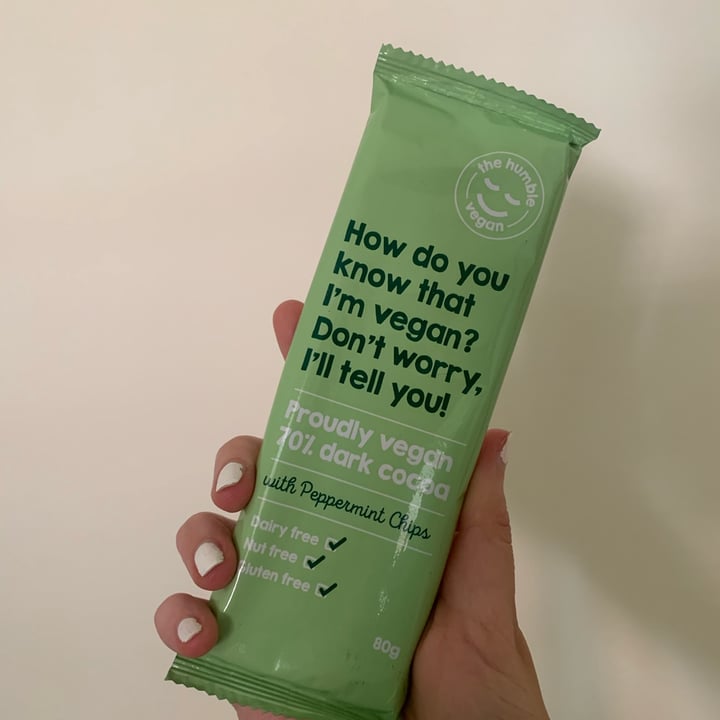 the humble
vegan
How do you
know that
I'm vegan?
Don't worry,
I'll tell you!
Proudly vegan
70% dark cocoa
with Peppermint Chips
Dairy free
Nut free
Gluten free
80g